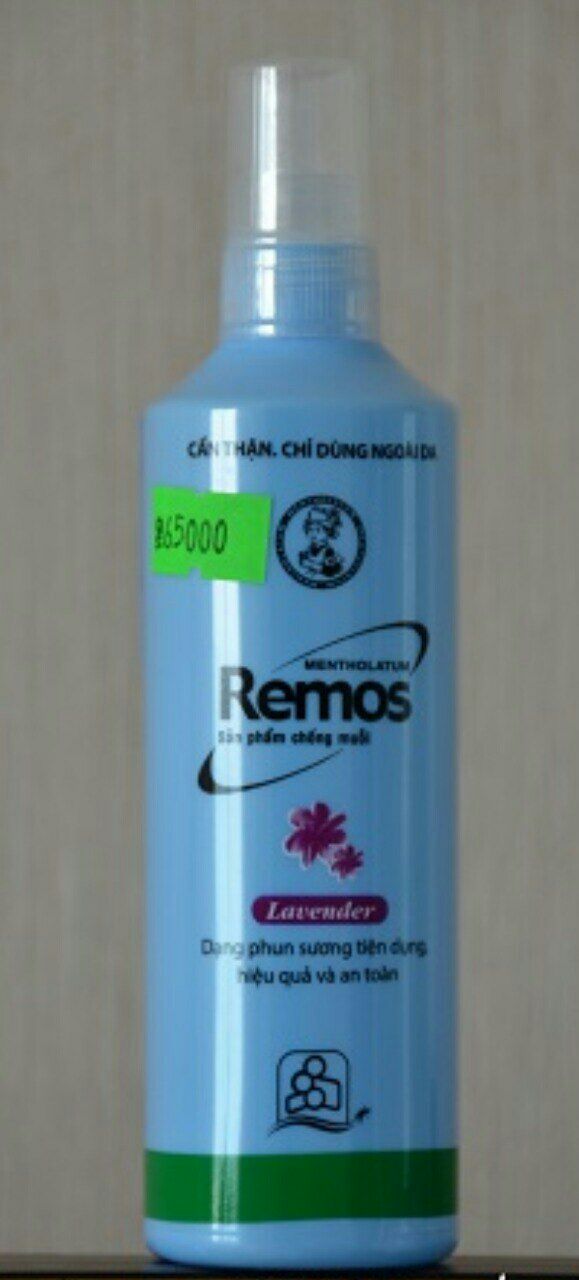 CẨN THẬN. CHỈ DÙNG NGOÀI DA
65000
MENTHOLATUM
Remos
Sản phẩm chống muỗi
Lavender
Dạng phun sương tiện dụng,
hiệu quả và an toàn